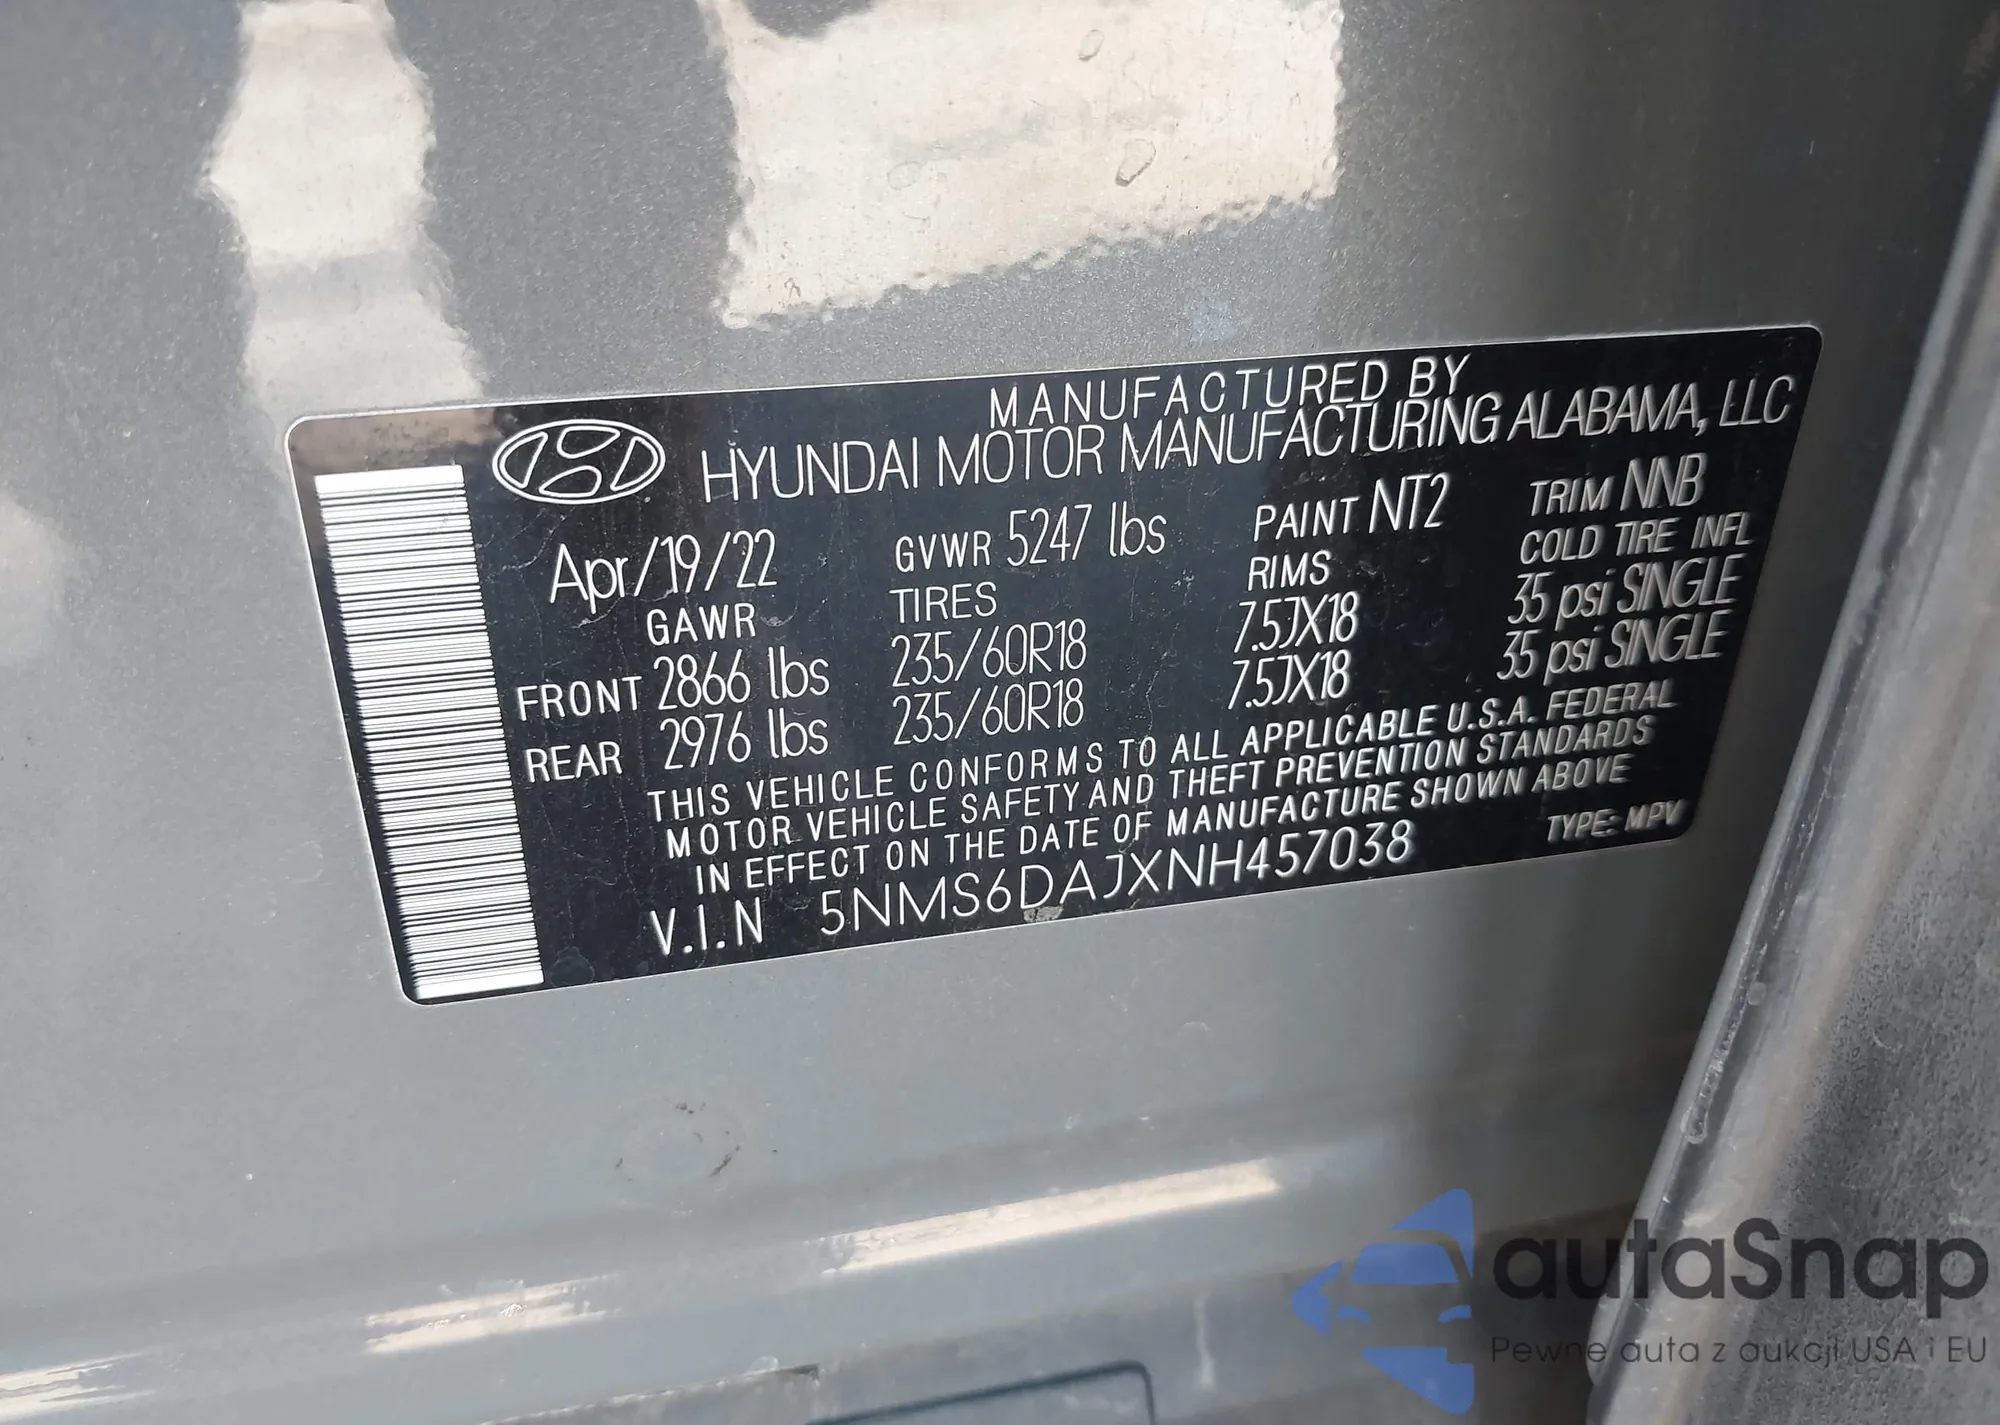 MANUFACTURED BY
HYUNDAI MOTOR MANUFACTURING ALABAMA, LLC
Apr/19/22 GVWR 5247 lbs PAINT NT2 TRIM NNB
GAWR TIRES RIMS COLD TIRE INFL
FRONT 2866 lbs 235/60R18 7.5JX18 35 psi SINGLE
REAR 2976 lbs 235/60R18 7.5JX18 35 psi SINGLE
THIS VEHICLE CONFORMS TO ALL APPLICABLE U.S.A. FEDERAL
MOTOR VEHICLE SAFETY AND THEFT PREVENTION STANDARDS
IN EFFECT ON THE DATE OF MANUFACTURE SHOWN ABOVE
V.I.N 5NMS6DAJXNH457038 TYPE: MPV
autaSnap
Pewne auta z aukcji USA i EU